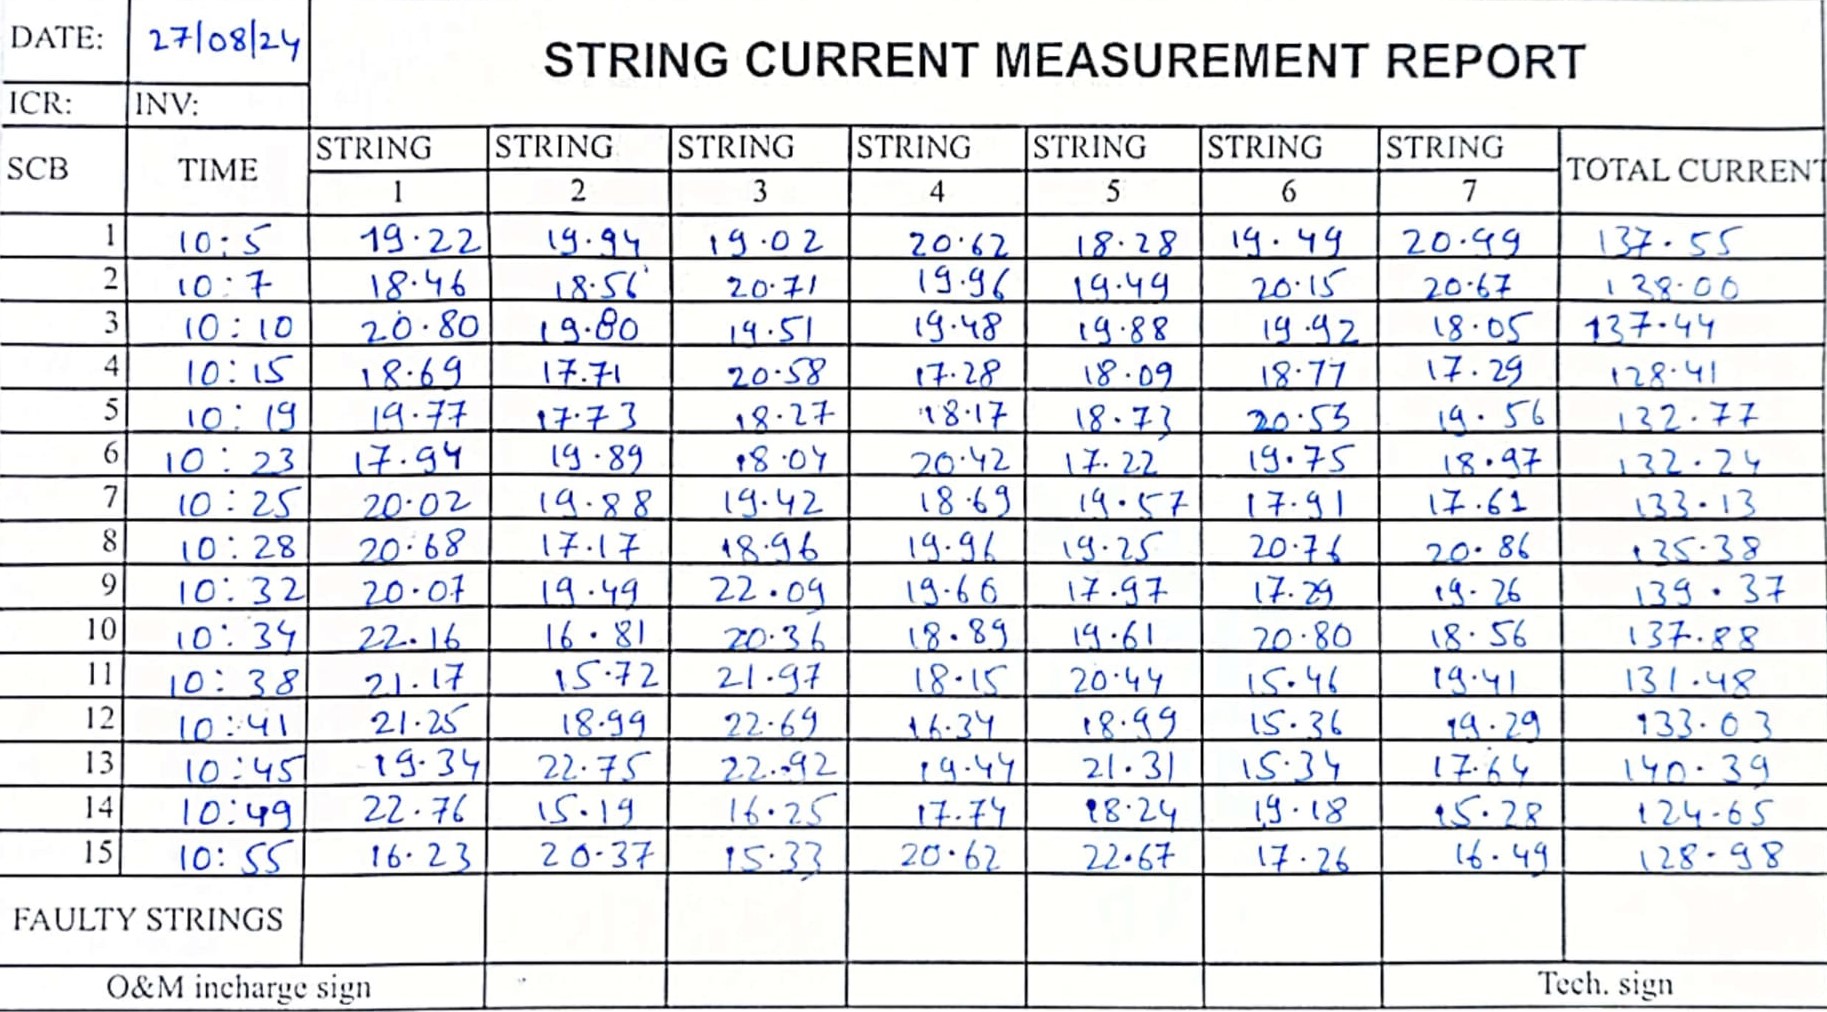 DATE: 27/08/24 STRING CURRENT MEASUREMENT REPORT
ICR: INV:
SCB TIME STRING 1 STRING 2 STRING 3 STRING 4 STRING 5 STRING 6 STRING 7 TOTAL CURRENT
1 10:5 19.22 19.94 19.02 20.62 18.28 19.49 20.99 137.55
2 10:7 18.46 18.56 20.71 19.96 19.49 20.15 20.67 138.00
3 10:10 20.80 19.80 19.51 19.48 19.88 19.92 18.05 137.44
4 10:15 18.69 17.71 20.58 17.28 18.09 18.77 17.29 128.41
5 10:19 19.77 17.73 18.27 18.17 18.73 20.53 19.56 132.77
6 10:23 17.94 19.89 18.04 20.42 17.22 19.75 18.97 132.24
7 10:25 20.02 19.88 19.42 18.69 19.57 17.91 17.61 133.13
8 10:28 20.68 17.17 18.96 19.96 19.25 20.76 20.86 135.38
9 10:32 20.07 19.49 22.09 19.60 17.97 17.29 19.26 139.37
10 10:34 22.16 16.81 20.36 18.89 19.61 20.80 18.56 137.88
11 10:38 21.17 15.72 21.97 18.15 20.44 15.46 19.41 131.48
12 10:41 21.25 18.99 22.69 16.34 18.99 15.36 19.29 133.03
13 10:45 19.34 22.75 22.92 19.44 21.31 15.34 17.64 140.39
14 10:49 22.76 15.19 16.25 17.74 18.24 19.18 15.28 124.65
15 10:55 16.23 20.37 15.33 20.62 22.67 17.26 16.49 128.98
FAULTY STRINGS
O&M incharge sign Tech. sign